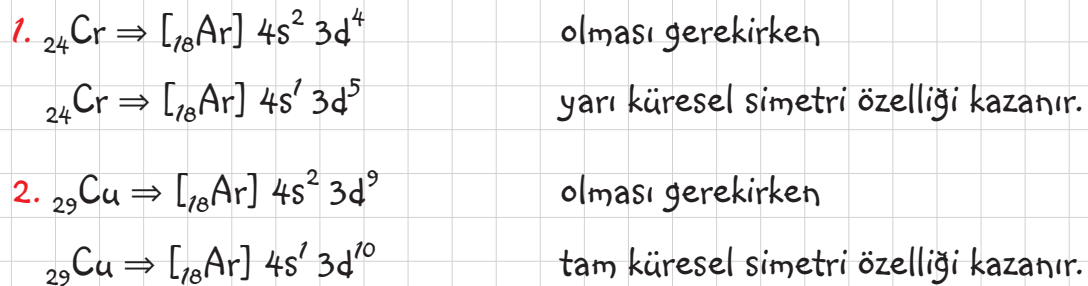 1. ₂₄Cr ⇒ [₁₈Ar] 4s² 3d⁴ olması gerekirken
₂₄Cr ⇒ [₁₈Ar] 4s¹ 3d⁵ yarı küresel simetri özelliği kazanır.
2. ₂₉Cu ⇒ [₁₈Ar] 4s² 3d⁹ olması gerekirken
₂₉Cu ⇒ [₁₈Ar] 4s¹ 3d¹⁰ tam küresel simetri özelliği kazanır.